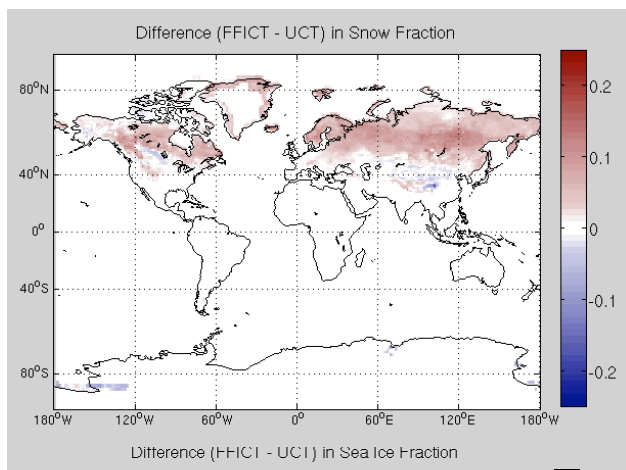 Difference (FFICT - UCT) in Snow Fraction
80°N
40°N
0°
40°S
80°S
180°W
120°W
60°W
0°
60°E
120°E
180°W
0.2
0.1
0
-0.1
-0.2
Difference (FFICT - UCT) in Sea Ice Fraction